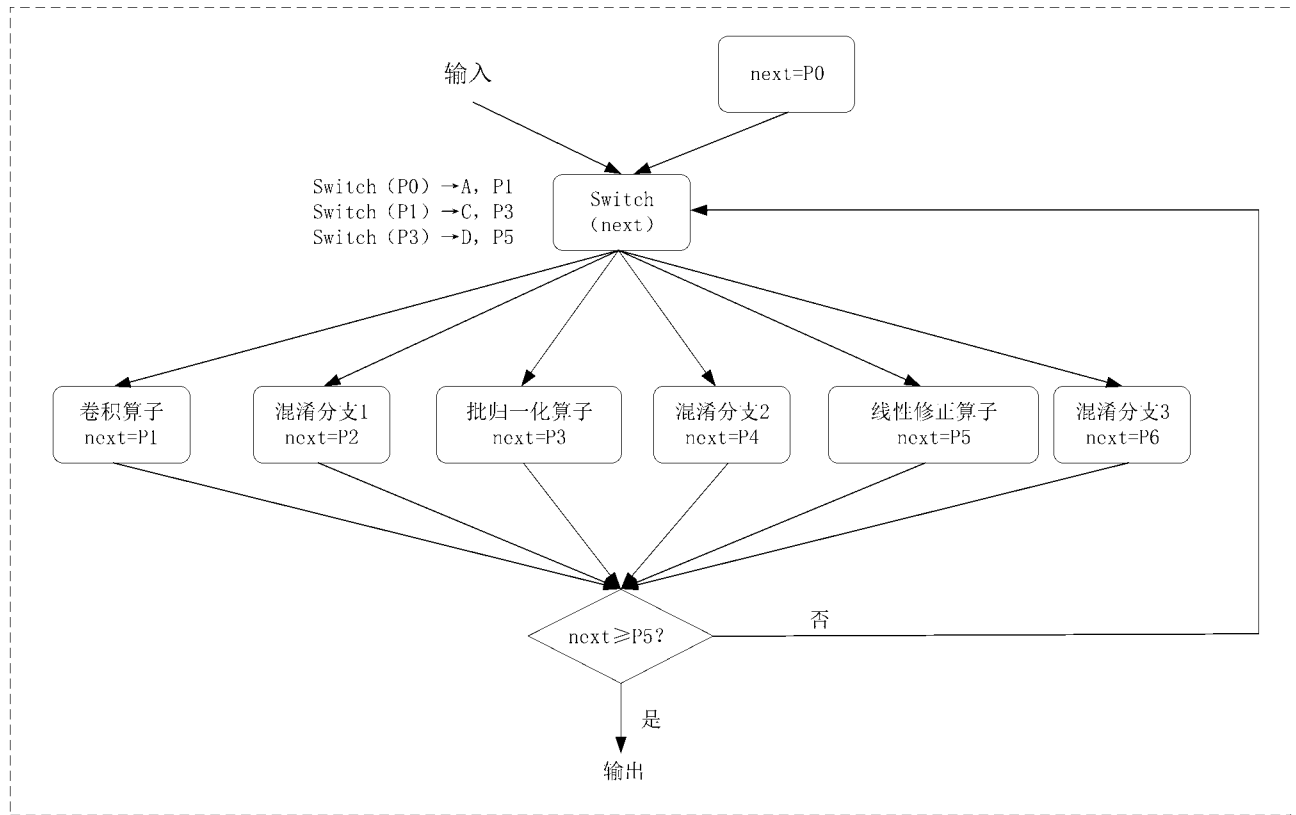 输入
next=P0
Switch (P0) →A, P1
Switch (P1) →C, P3
Switch (P3) →D, P5
Switch
(next)
卷积算子
next=P1
混淆分支1
next=P2
批归一化算子
next=P3
混淆分支2
next=P4
线性修正算子
next=P5
混淆分支3
next=P6
next≥P5?
否
是
输出